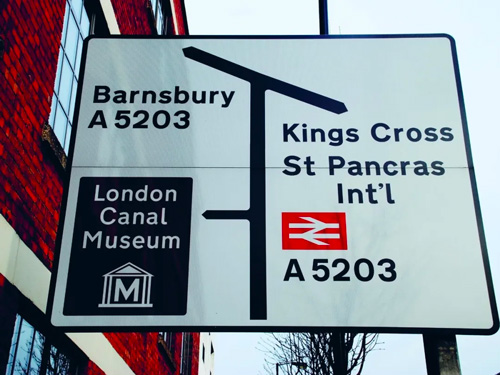 Barnsbury
A 5203
Kings Cross
St Pancras
Int'l
A 5203
London
Canal
Museum
M